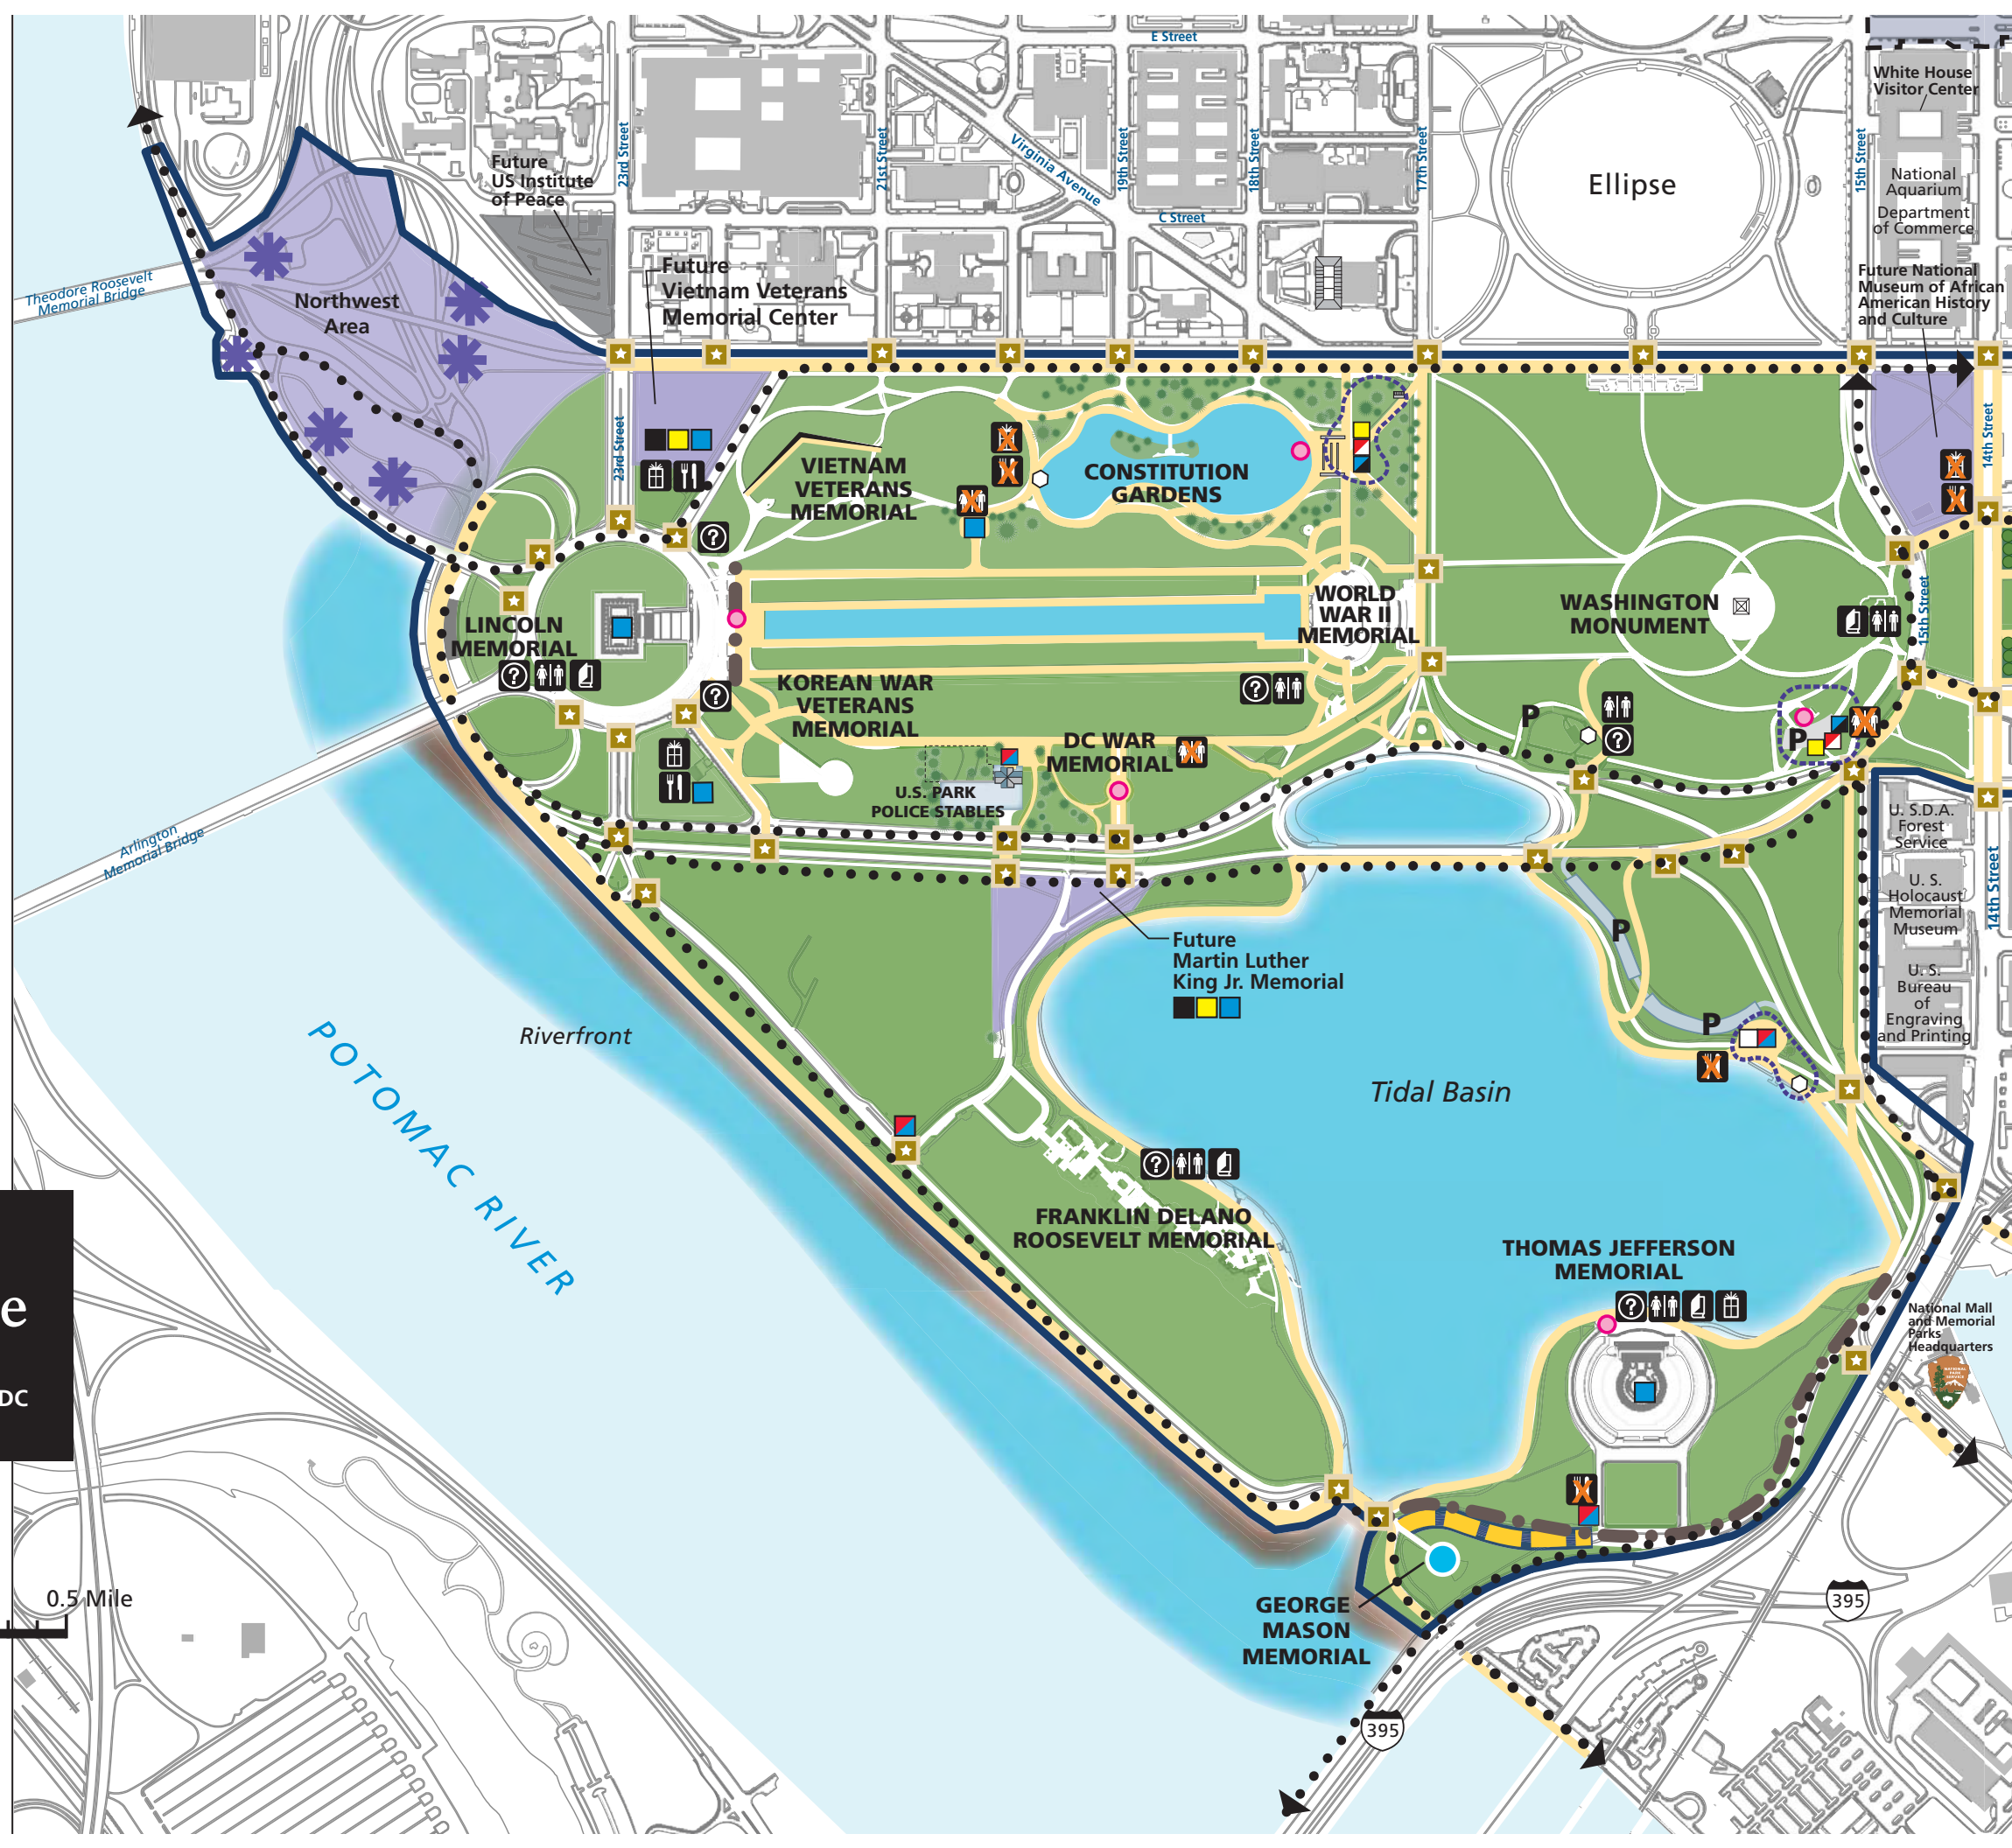 E Street
White House
Visitor Center
Future
US Institute
of Peace
23rd Street
21st Street
Virginia Avenue
19th Street
18th Street
17th Street
15th Street
C Street
Ellipse
National
Aquarium
Department
of Commerce
Future National
Museum of African
American History
and Culture
Theodore Roosevelt
Memorial Bridge
Northwest
Area
Future
Vietnam Veterans
Memorial Center
23rd Street
14th Street
VIETNAM
VETERANS
MEMORIAL
CONSTITUTION
GARDENS
?
LINCOLN
MEMORIAL
?
WORLD
WAR II
MEMORIAL
WASHINGTON
MONUMENT
15th Street
KOREAN WAR
VETERANS
MEMORIAL
?
?
P
?
P
DC WAR
MEMORIAL
U.S. PARK
POLICE STABLES
Arlington
Memorial Bridge
U. S.D.A.
Forest
Service
U. S.
Holocaust
Memorial
Museum
14th Street
U. S.
Bureau
of
Engraving
and Printing
P
Future
Martin Luther
King Jr. Memorial
P
Riverfront
POTOMAC RIVER
Tidal Basin
?
FRANKLIN DELANO
ROOSEVELT MEMORIAL
THOMAS JEFFERSON
MEMORIAL
?
National Mall
and Memorial
Parks
Headquarters
e
DC
0.5 Mile
GEORGE
MASON
MEMORIAL
395
395